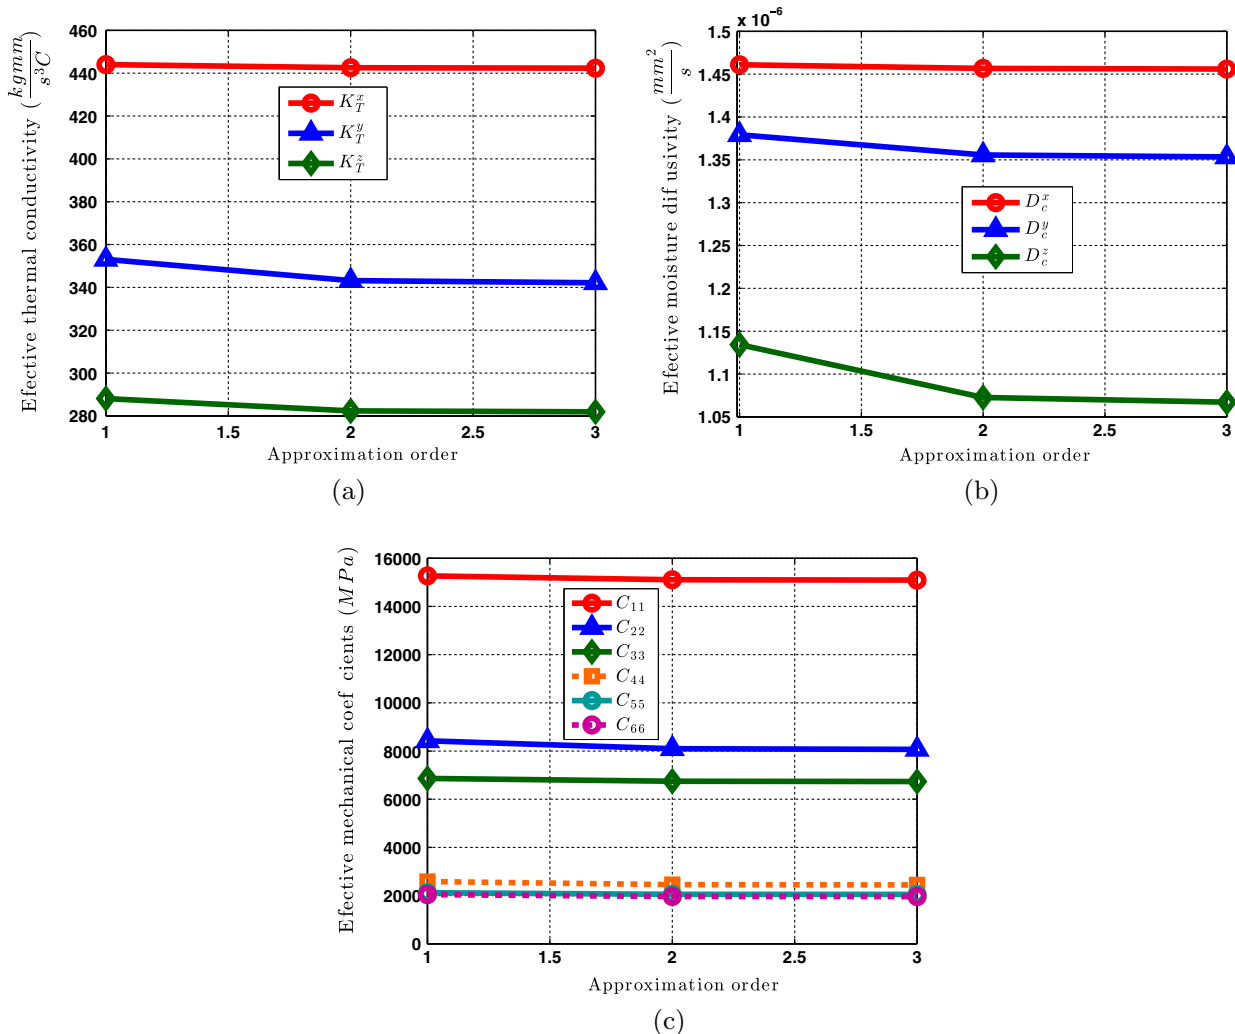 460
440
420
400
380
360
340
320
300
280
1
1.5
2
2.5
3
Efective thermal conductivity (kgmm/s³C)
Approximation order
K_T^x
K_T^y
K_T^z
(a)
x 10⁻⁶
1.5
1.45
1.4
1.35
1.3
1.25
1.2
1.15
1.1
1.05
1
1.5
2
2.5
3
Efective moisture dif usivity (mm²/s)
Approximation order
D_c^x
D_c^y
D_c^z
(b)
16000
14000
12000
10000
8000
6000
4000
2000
0
1
1.5
2
2.5
3
Efective mechanical coef cients (MPa)
Approximation order
C₁₁
C₂₂
C₃₃
C₄₄
C₅₅
C₆₆
(c)